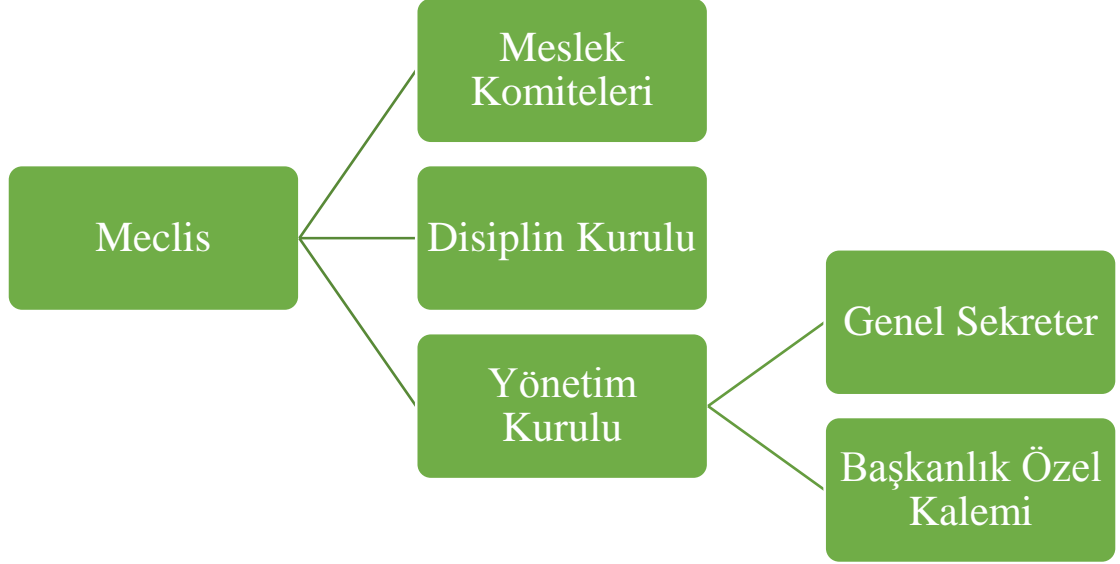 Meslek
Komiteleri
Meclis
Disiplin Kurulu
Yönetim
Kurulu
Genel Sekreter
Başkanlık Özel
Kalemi